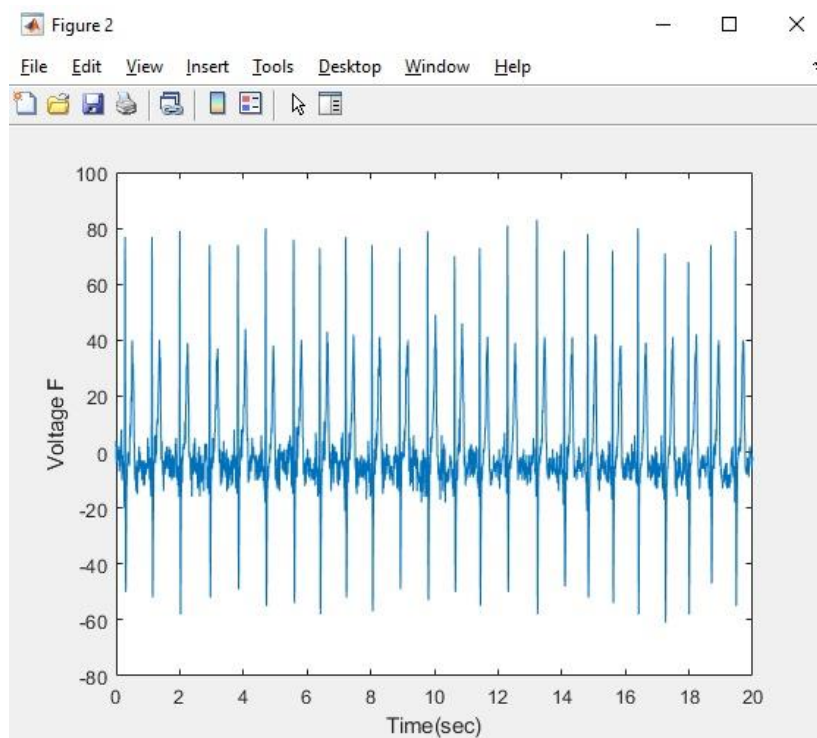 Figure 2
File Edit View Insert Tools Desktop Window Help
100
80
60
40
20
0
-20
-40
-60
-80
Voltage F
0 2 4 6 8 10 12 14 16 18 20
Time(sec)